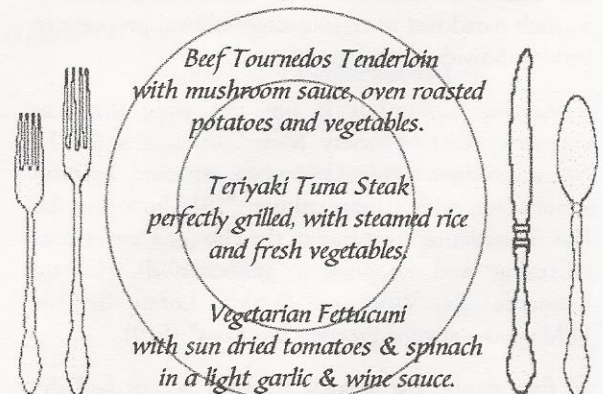 Beef Tournedos Tenderloin
with mushroom sauce, oven roasted
potatoes and vegetables.
Teriyaki Tuna Steak
perfectly grilled, with steamed rice
and fresh vegetables.
Vegetarian Fettucuni
with sun dried tomatoes & spinach
in a light garlic & wine sauce.